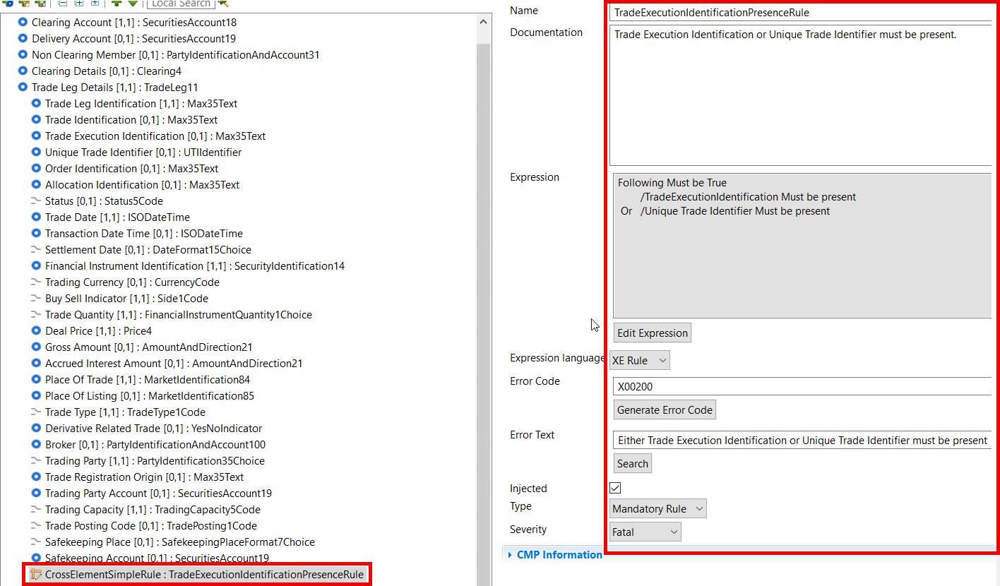 Local Search
Clearing Account [1,1] : SecuritiesAccount18
Delivery Account [0,1] : SecuritiesAccount19
Non Clearing Member [0,1] : PartyIdentificationAndAccount31
Clearing Details [0,1] : Clearing4
Trade Leg Details [1,1] : TradeLeg11
Trade Leg Identification [1,1] : Max35Text
Trade Identification [0,1] : Max35Text
Trade Execution Identification [0,1] : Max35Text
Unique Trade Identifier [0,1] : UTIIdentifier
Order Identification [0,1] : Max35Text
Allocation Identification [0,1] : Max35Text
Status [0,1] : Status5Code
Trade Date [1,1] : ISODateTime
Transaction Date Time [0,1] : ISODateTime
Settlement Date [0,1] : DateFormat15Choice
Financial Instrument Identification [1,1] : SecurityIdentification14
Trading Currency [0,1] : CurrencyCode
Buy Sell Indicator [1,1] : Side1Code
Trade Quantity [1,1] : FinancialInstrumentQuantity1Choice
Deal Price [1,1] : Price4
Gross Amount [0,1] : AmountAndDirection21
Accrued Interest Amount [0,1] : AmountAndDirection21
Place Of Trade [1,1] : MarketIdentification84
Place Of Listing [0,1] : MarketIdentification85
Trade Type [1,1] : TradeType1Code
Derivative Related Trade [0,1] : YesNoIndicator
Broker [0,1] : PartyIdentificationAndAccount100
Trading Party [1,1] : PartyIdentification35Choice
Trade Registration Origin [0,1] : Max35Text
Trading Party Account [0,1] : SecuritiesAccount19
Trading Capacity [1,1] : TradingCapacity5Code
Trade Posting Code [0,1] : TradePosting1Code
Safekeeping Place [0,1] : SafekeepingPlaceFormat7Choice
Safekeeping Account [0,1] : SecuritiesAccount19
CrossElementSimpleRule : TradeExecutionIdentificationPresenceRule
Name
TradeExecutionIdentificationPresenceRule
Documentation
Trade Execution Identification or Unique Trade Identifier must be present.
Expression
Following Must be True
/TradeExecutionIdentification Must be present
Or /Unique Trade Identifier Must be present
Edit Expression
Expression language
XE Rule
Error Code
X00200
Generate Error Code
Error Text
Either Trade Execution Identification or Unique Trade Identifier must be present
Search
Injected
Type
Mandatory Rule
Severity
Fatal
CMP Information